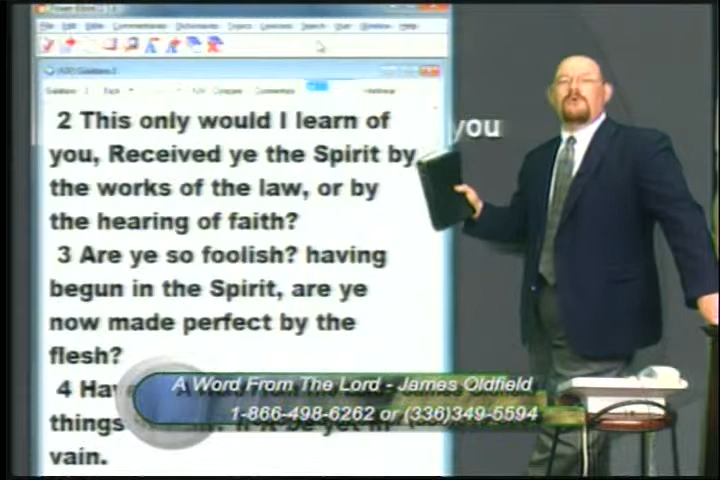 2 This only would I learn of
you, Received ye the Spirit by
the works of the law, or by
the hearing of faith?
3 Are ye so foolish? having
begun in the Spirit, are ye
now made perfect by the
flesh?
4 Hav
things
vain.
you
A Word From The Lord - James Oldfield
1-866-498-6262 or (336)349-5594